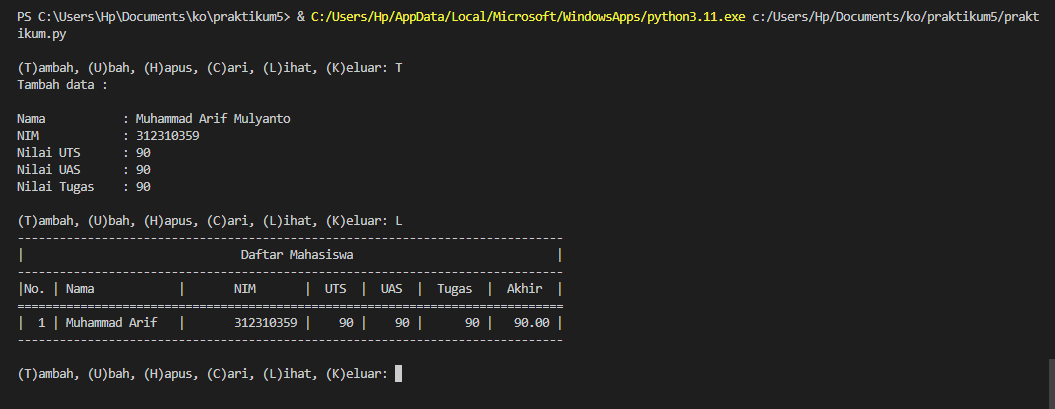 PS C:\Users\Hp\Documents\ko\praktikum5> & C:/Users/Hp/AppData/Local/Microsoft/WindowsApps/python3.11.exe c:/Users/Hp/Documents/ko/praktikum5/prakt
ikum.py
(T)ambah, (U)bah, (H)apus, (C)ari, (L)ihat, (K)eluar: T
Tambah data :
Nama           : Muhammad Arif Mulyanto
NIM            : 312310359
Nilai UTS      : 90
Nilai UAS      : 90
Nilai Tugas    : 90
(T)ambah, (U)bah, (H)apus, (C)ari, (L)ihat, (K)eluar: L
------------------------------------------------------------------------------
|                               Daftar Mahasiswa                             |
------------------------------------------------------------------------------
|No. | Nama            |       NIM       |  UTS  |  UAS  |  Tugas  |  Akhir  |
==============================================================================
|  1 | Muhammad Arif   |       312310359 |    90 |    90 |      90 |   90.00 |
------------------------------------------------------------------------------
(T)ambah, (U)bah, (H)apus, (C)ari, (L)ihat, (K)eluar: